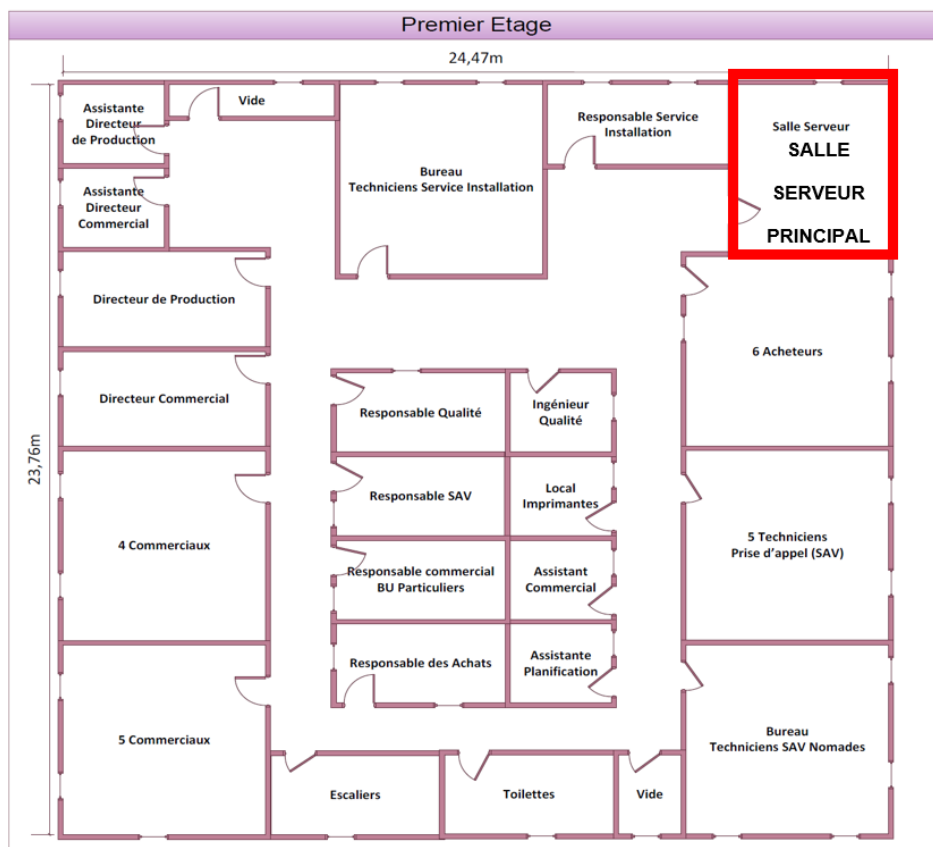 Premier Etage
24,47m
23,76m
Assistante
Directeur
de Production
Vide
Bureau
Techniciens Service Installation
Responsable Service
Installation
Salle Serveur
SALLE
SERVEUR
PRINCIPAL
Assistante
Directeur
Commercial
Directeur de Production
6 Acheteurs
Directeur Commercial
Responsable Qualité
Ingénieur
Qualité
4 Commerciaux
Responsable SAV
Local
Imprimantes
5 Techniciens
Prise d'appel (SAV)
Responsable commercial
BU Particuliers
Assistant
Commercial
Responsable des Achats
Assistante
Planification
5 Commerciaux
Bureau
Techniciens SAV Nomades
Escaliers
Toilettes
Vide